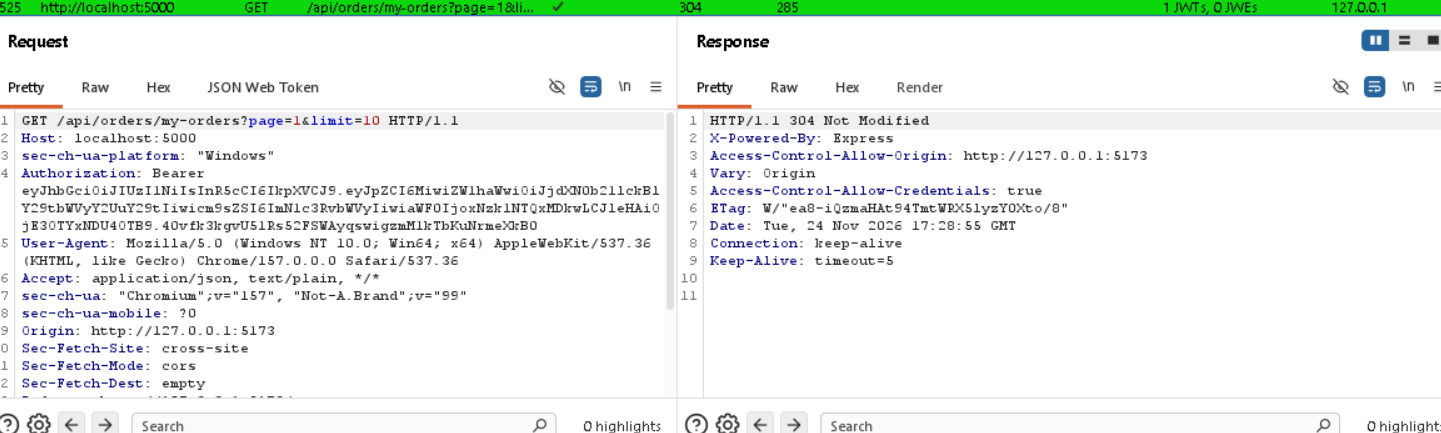 525 http://localhost:5000 GET /api/orders/my-orders?page=1&li... 304 285 1 JWTs, 0 JWEs 127.0.0.1
Request
Pretty Raw Hex JSON Web Token \n
1 GET /api/orders/my-orders?page=1&limit=10 HTTP/1.1
2 Host: localhost:5000
3 sec-ch-ua-platform: "Windows"
4 Authorization: Bearer
5 User-Agent: Mozilla/5.0 (Windows NT 10.0; Win64; x64) AppleWebKit/537.36
(KHTML, like Gecko) Chrome/157.0.0.0 Safari/537.36
6 Accept: application/json, text/plain, */*
7 sec-ch-ua: "Chromium";v="157", "Not-A.Brand";v="99"
8 sec-ch-ua-mobile: ?0
9 Origin: http://127.0.0.1:5173
0 Sec-Fetch-Site: cross-site
1 Sec-Fetch-Mode: cors
2 Sec-Fetch-Dest: empty
Search 0 highlights
Response
Pretty Raw Hex Render \n
1 HTTP/1.1 304 Not Modified
2 X-Powered-By: Express
3 Access-Control-Allow-Origin: http://127.0.0.1:5173
4 Vary: Origin
5 Access-Control-Allow-Credentials: true
6 ETag: W/"ea8-iQzmaHAt94TmtWRX5lyzY0Xto/8"
7 Date: Tue, 24 Nov 2026 17:28:55 GMT
8 Connection: keep-alive
9 Keep-Alive: timeout=5
10
11
Search 0 highlight